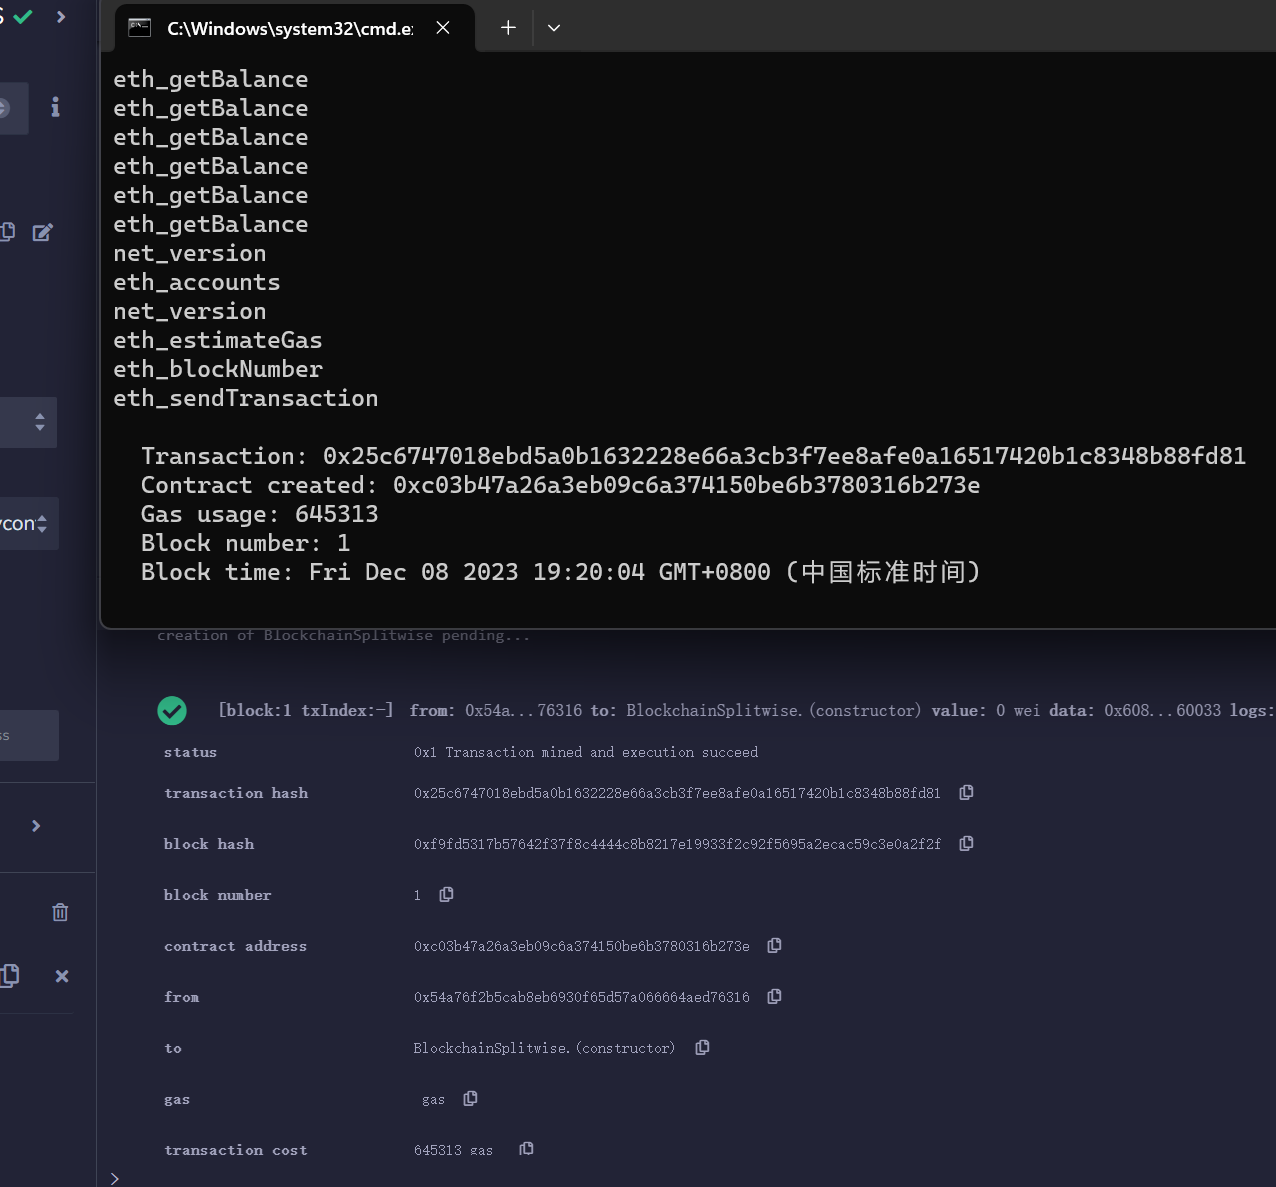 C:\Windows\system32\cmd.e
eth_getBalance
eth_getBalance
eth_getBalance
eth_getBalance
eth_getBalance
eth_getBalance
net_version
eth_accounts
net_version
eth_estimateGas
eth_blockNumber
eth_sendTransaction
Transaction: 0x25c6747018ebd5a0b1632228e66a3cb3f7ee8afe0a16517420b1c8348b88fd81
Contract created: 0xc03b47a26a3eb09c6a374150be6b3780316b273e
Gas usage: 645313
Block number: 1
Block time: Fri Dec 08 2023 19:20:04 GMT+0800 (中国标准时间)
creation of BlockchainSplitwise pending...
[block:1 txIndex:-] from: 0x54a...76316 to: BlockchainSplitwise.(constructor) value: 0 wei data: 0x608...60033 logs:
status 0x1 Transaction mined and execution succeed
transaction hash 0x25c6747018ebd5a0b1632228e66a3cb3f7ee8afe0a16517420b1c8348b88fd81
block hash 0xf9fd5317b57642f37f8c4444c8b8217e19933f2c92f5695a2ecac59c3e0a2f2f
block number 1
contract address 0xc03b47a26a3eb09c6a374150be6b3780316b273e
from 0x54a76f2b5cab8eb6930f65d57a066664aed76316
to BlockchainSplitwise.(constructor)
gas gas
transaction cost 645313 gas